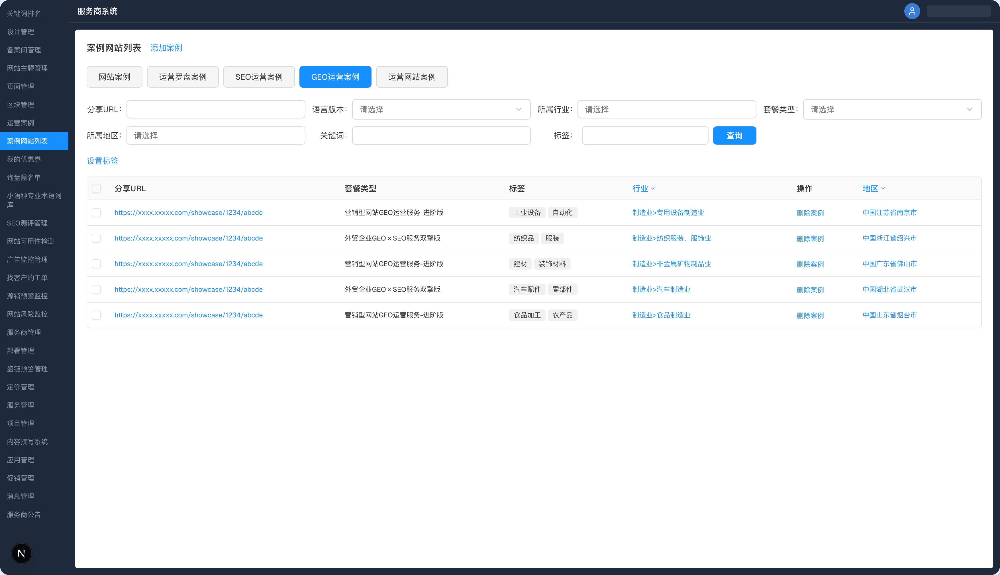 关键词排名
设计管理
备案问管理
网站主题管理
页面管理
区块管理
运营案例
案例网站列表
我的优惠券
询盘黑名单
小语种专业术语词
库
SEO测评管理
网站可用性检测
广告监控管理
找客户的工单
源销预警监控
网站风险监控
服务商管理
部署管理
盗链预警管理
定价管理
服务管理
项目管理
内容撰写系统
应用管理
促销管理
消息管理
服务商公告
N
服务商系统
案例网站列表 添加案例
网站案例 运营罗盘案例 SEO运营案例 GEO运营案例 运营网站案例
分享URL: 语言版本: 请选择 所属行业: 请选择 套餐类型: 请选择
所属地区: 请选择 关键词: 标签: 查询
设置标签
分享URL 套餐类型 标签 行业 操作 地区
https://xxxx.xxxxx.com/showcase/1234/abcde 营销型网站GEO运营服务-进阶版 工业设备 自动化 制造业>专用设备制造业 删除案例 中国江苏省南京市
https://xxxx.xxxxx.com/showcase/1234/abcde 外贸企业GEO × SEO服务双擎版 纺织品 服装 制造业>纺织服装、服饰业 删除案例 中国浙江省绍兴市
https://xxxx.xxxxx.com/showcase/1234/abcde 营销型网站GEO运营服务-进阶版 建材 装饰材料 制造业>非金属矿物制品业 删除案例 中国广东省佛山市
https://xxxx.xxxxx.com/showcase/1234/abcde 外贸企业GEO × SEO服务双擎版 汽车配件 零部件 制造业>汽车制造业 删除案例 中国湖北省武汉市
https://xxxx.xxxxx.com/showcase/1234/abcde 营销型网站GEO运营服务-进阶版 食品加工 农产品 制造业>食品制造业 删除案例 中国山东省烟台市